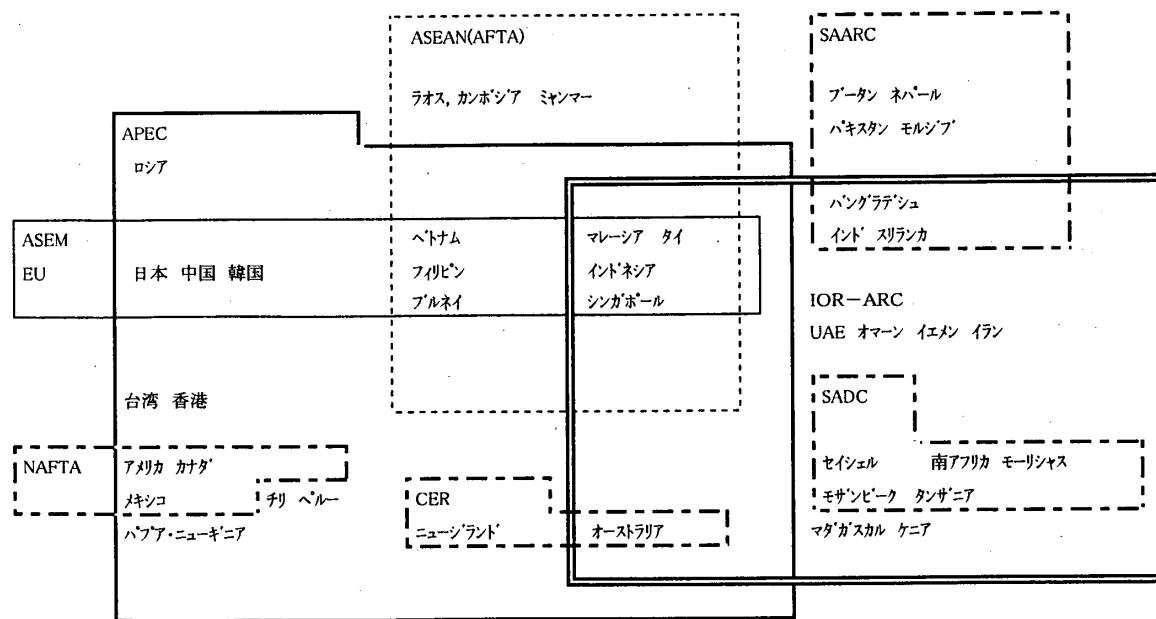 ASEAN(AFTA)
SAARC
ラオス, カンボジア ミャンマー
ブータン ネパール
パキスタン モルジブ
APEC
ロシア
バングラデシュ
インド スリランカ
ASEM
ベトナム
マレーシア タイ
EU
日本 中国 韓国
フィリピン
インドネシア
ブルネイ
シンガポール
IOR-ARC
UAE オマーン イエメン イラン
台湾 香港
SADC
NAFTA
アメリカ カナダ
セイシェル 南アフリカ モーリシャス
メキシコ
チリ ペルー
CER
モザンビーク タンザニア
パプア・ニューギニア
ニュージランド
オーストラリア
マダガスカル ケニア